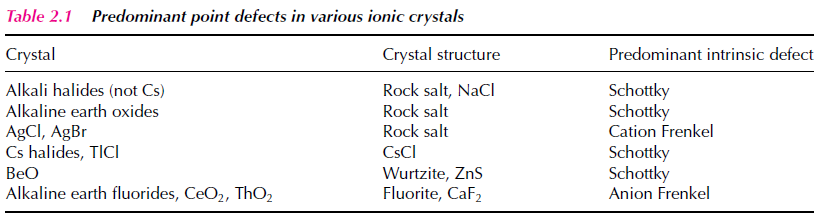 Table 2.1 Predominant point defects in various ionic crystals
Crystal Crystal structure Predominant intrinsic defect
Alkali halides (not Cs) Rock salt, NaCl Schottky
Alkaline earth oxides Rock salt Schottky
AgCl, AgBr Rock salt Cation Frenkel
Cs halides, TlCl CsCl Schottky
BeO Wurtzite, ZnS Schottky
Alkaline earth fluorides, CeO₂, ThO₂ Fluorite, CaF₂ Anion Frenkel